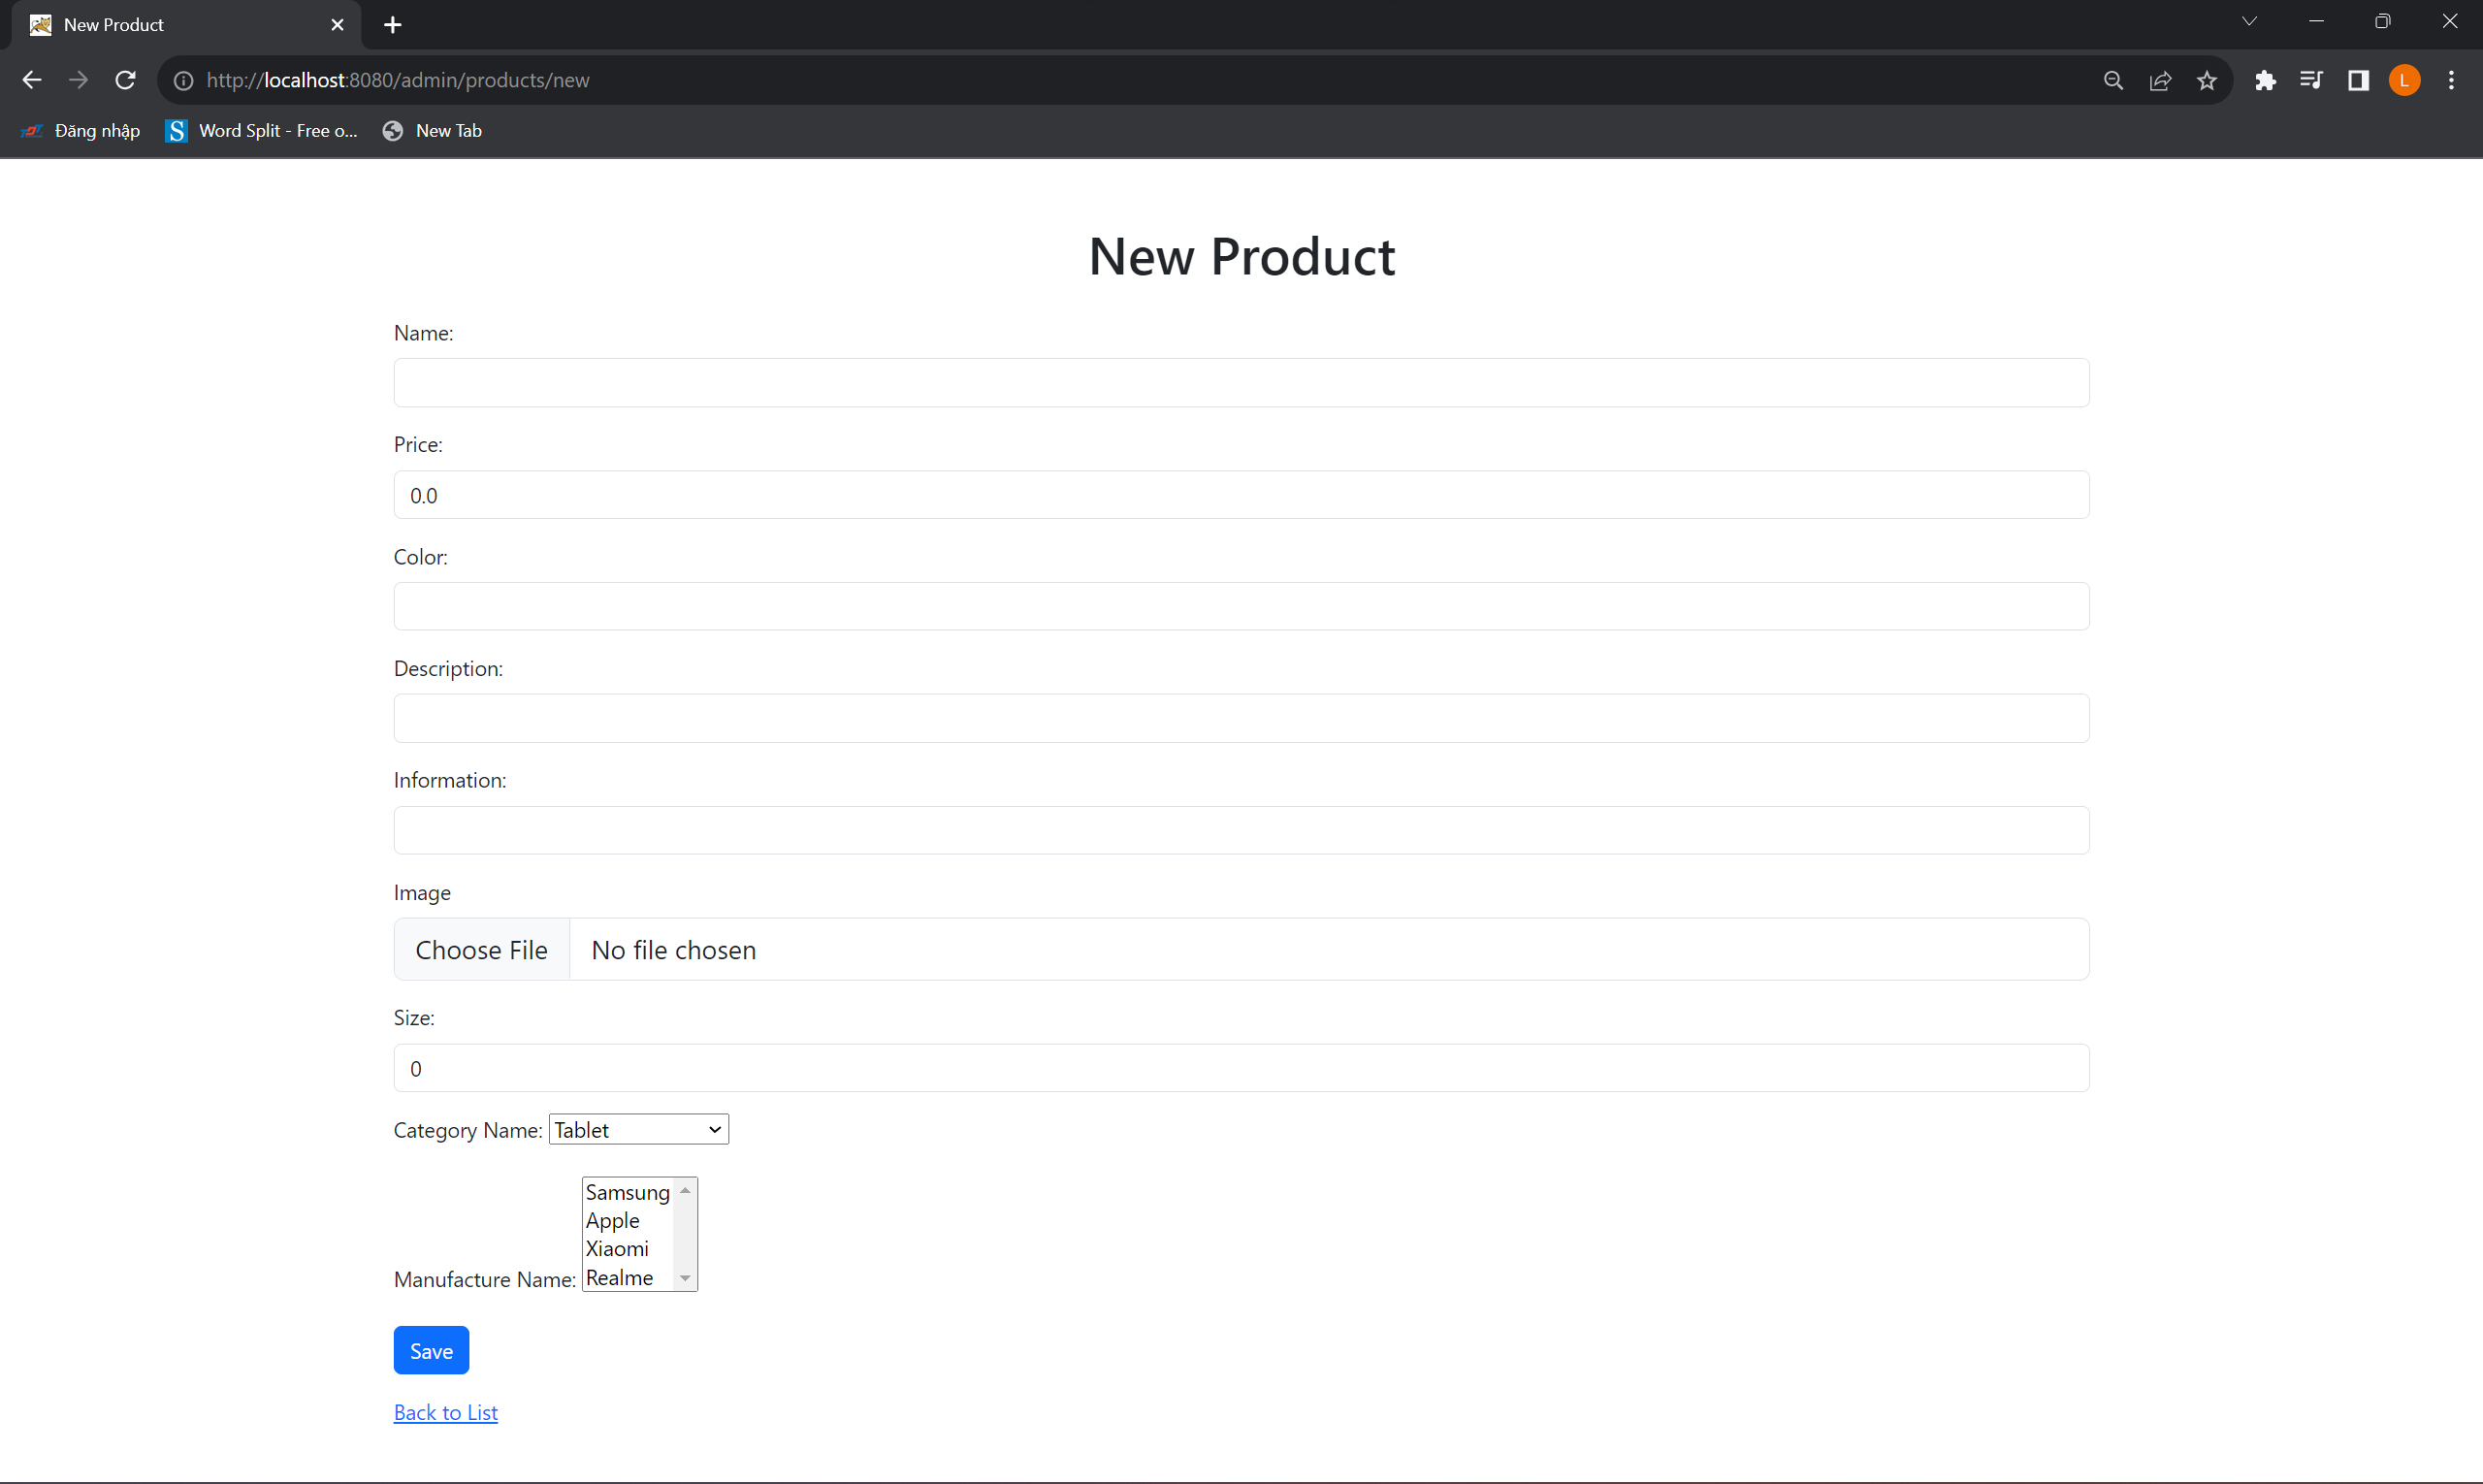 New Product
http://localhost:8080/admin/products/new
L
Đăng nhập
S
Word Split - Free o...
New Tab
New Product
Name:
Price:
0.0
Color:
Description:
Information:
Image
Choose File
No file chosen
Size:
0
Category Name:
Tablet
Samsung
Apple
Xiaomi
Realme
Manufacture Name:
Save
Back to List